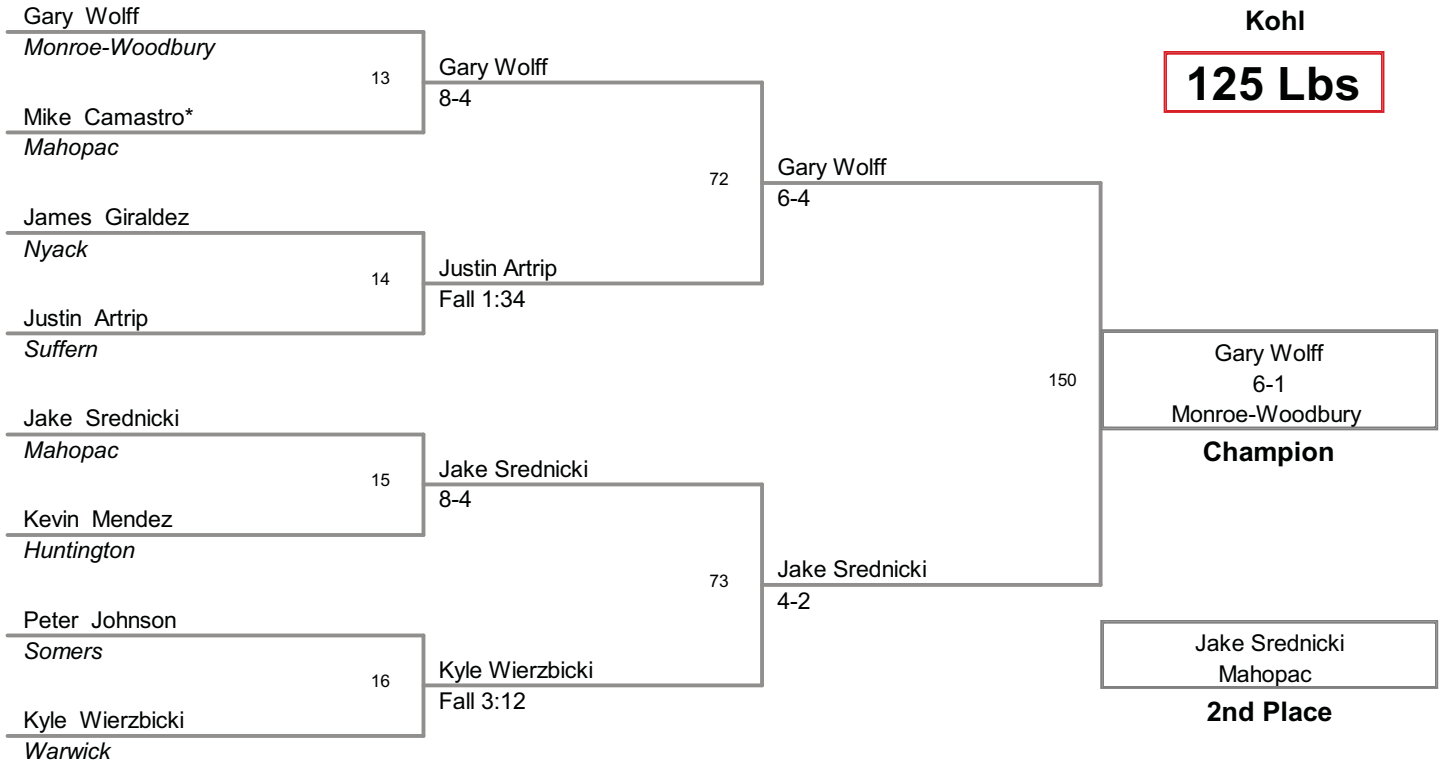 Gary Wolff
Monroe-Woodbury
13
Mike Camastro*
Mahopac
James Giraldez
Nyack
14
Justin Artrip
Suffern
Jake Srednicki
Mahopac
15
Kevin Mendez
Huntington
Peter Johnson
Somers
16
Kyle Wierzbicki
Warwick
Gary Wolff
8-4
72
Justin Artrip
Fall 1:34
Jake Srednicki
8-4
73
Kyle Wierzbicki
Fall 3:12
Gary Wolff
6-4
150
Jake Srednicki
4-2
Kohl
125 Lbs
Gary Wolff
6-1
Monroe-Woodbury
Champion
Jake Srednicki
Mahopac
2nd Place